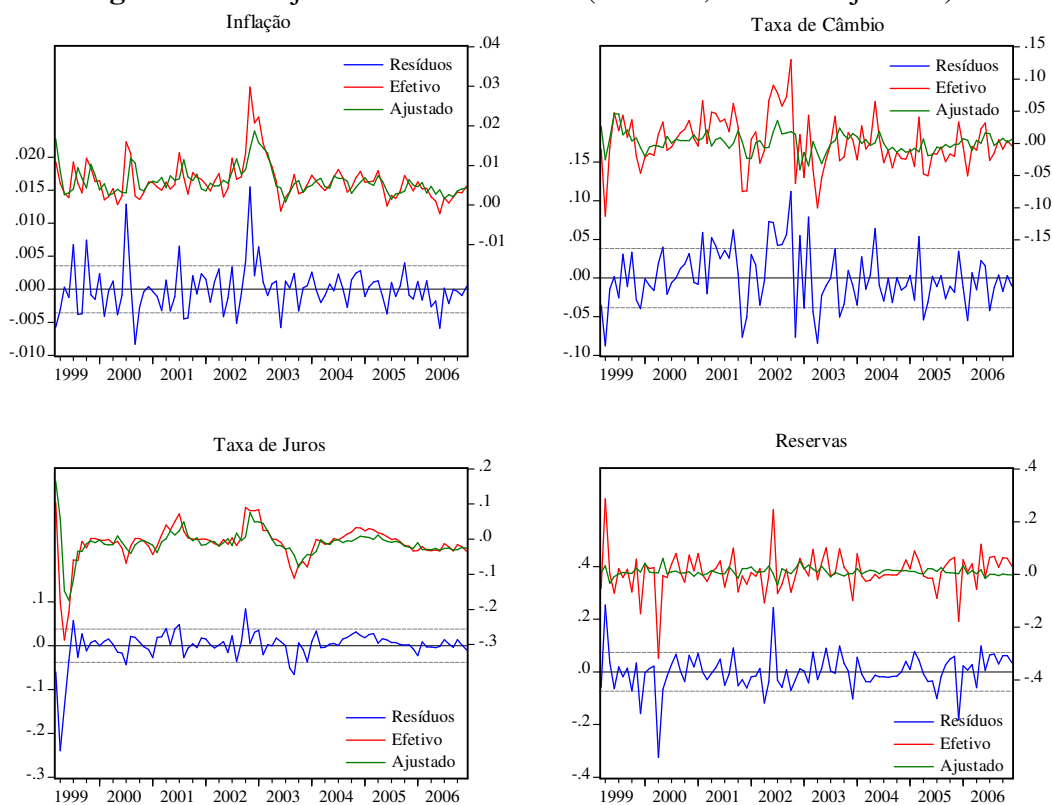 Inflação
.04
.03
.02
.01
.00
-.01
Resíduos
Efetivo
Ajustado
.020
.015
.010
.005
.000
-.005
-.010
1999 2000 2001 2002 2003 2004 2005 2006
Taxa de Câmbio
.15
.10
.05
.00
-.05
-.10
-.15
Resíduos
Efetivo
Ajustado
.15
.10
.05
.00
-.05
-.10
1999 2000 2001 2002 2003 2004 2005 2006
Taxa de Juros
.2
.1
.0
-.1
-.2
-.3
.1
.0
-.1
-.2
-.3
Resíduos
Efetivo
Ajustado
1999 2000 2001 2002 2003 2004 2005 2006
Reservas
.4
.2
.0
-.2
-.4
.4
.2
.0
-.2
-.4
Resíduos
Efetivo
Ajustado
1999 2000 2001 2002 2003 2004 2005 2006